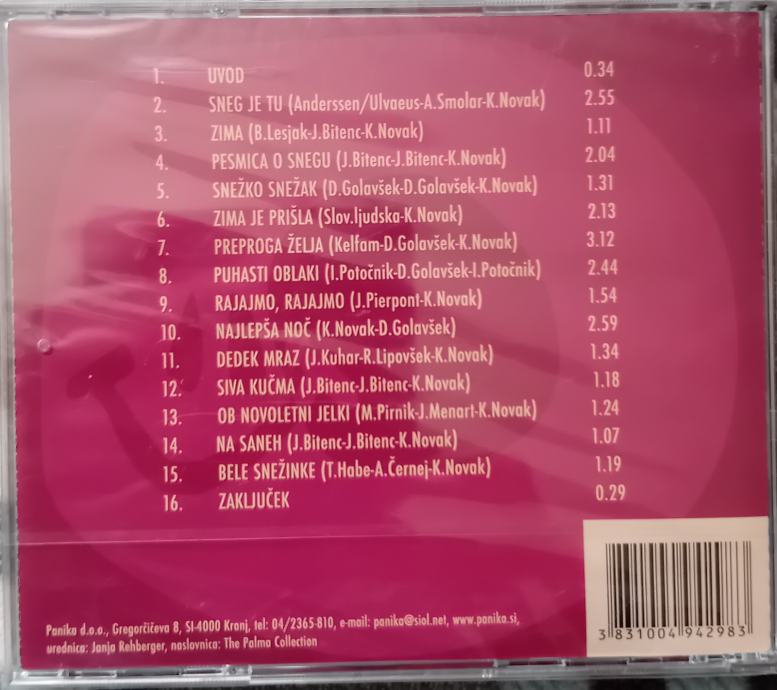 1. UVOD 0.34
2. SNEG JE TU (Anderssen/Ulvaeus-A.Smolar-K.Novak) 2.55
3. ZIMA (B.Lesjak-J.Bitenc-K.Novak) 1.11
4. PESMICA O SNEGU (J.Bitenc-J.Bitenc-K.Novak) 2.04
5. SNEŽKO SNEŽAK (D.Golavšek-D.Golavšek-K.Novak) 1.31
6. ZIMA JE PRIŠLA (Slov.ljudska-K.Novak) 2.13
7. PREPROGA ŽELJA (Kelfam-D.Golavšek-K.Novak) 3.12
8. PUHASTI OBLAKI (I.Potočnik-D.Golavšek-I.Potočnik) 2.44
9. RAJAJMO, RAJAJMO (J.Pierpont-K.Novak) 1.54
10. NAJLEPŠA NOČ (K.Novak-D.Golavšek) 2.59
11. DEDEK MRAZ (J.Kuhar-R.Lipovšek-K.Novak) 1.34
12. SIVA KUČMA (J.Bitenc-J.Bitenc-K.Novak) 1.18
13. OB NOVOLETNI JELKI (M.Pirnik-J.Menart-K.Novak) 1.24
14. NA SANEH (J.Bitenc-J.Bitenc-K.Novak) 1.07
15. BELE SNEŽINKE (T.Habe-A.Černej-K.Novak) 1.19
16. ZAKLJUČEK 0.29
Panika d.o.o., Gregorčičeva 8, SI-4000 Kranj, tel: 04/2365-810, e-mail: panika@siol.net, www.panika.si,
urednica: Janja Rehberger, naslovnica: The Palma Collection
3 831004 942983